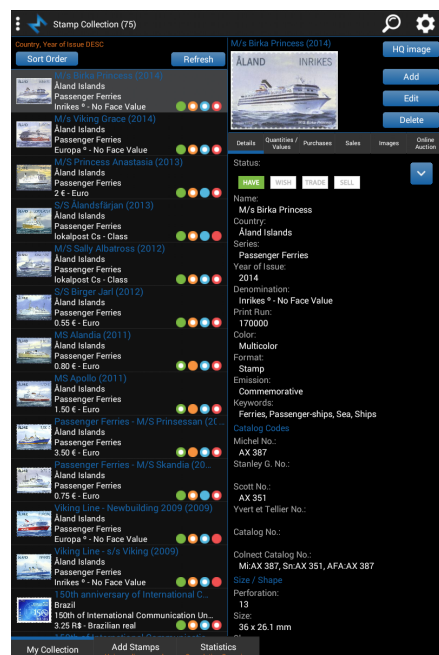 Stamp Collection (75)
Country, Year of Issue DESC
Sort Order
Refresh
M/s Birka Princess (2014)
Åland Islands
Passenger Ferries
Inrikes º - No Face Value
M/s Viking Grace (2014)
Åland Islands
Passenger Ferries
Europa º - No Face Value
M/S Princess Anastasia (2013)
Åland Islands
Passenger Ferries
2 € - Euro
S/S Ålandsfärjan (2013)
Åland Islands
Passenger Ferries
lokalpost Cs - Class
M/S Sally Albatross (2012)
Åland Islands
Passenger Ferries
lokalpost Cs - Class
S/S Birger Jarl (2012)
Åland Islands
Passenger Ferries
0.55 € - Euro
MS Alandia (2011)
Åland Islands
Passenger Ferries
0.80 € - Euro
MS Apollo (2011)
Åland Islands
Passenger Ferries
1.50 € - Euro
Passenger Ferries - M/S Prinsessan (20...
Åland Islands
Passenger Ferries
3.50 € - Euro
Passenger Ferries - M/S Skandia (20...
Åland Islands
Passenger Ferries
0.75 € - Euro
Viking Line - Newbuilding 2009 (2009)
Åland Islands
Passenger Ferries
Europa º - No Face Value
Viking Line - s/s Viking (2009)
Åland Islands
Passenger Ferries
Inrikes º - No Face Value
150th anniversary of International C...
Brazil
150th of International Communication Un...
3.25 R$ - Brazilian real
My Collection
Add Stamps
Statistics
M/s Birka Princess (2014)
ÅLAND INRIKES
HQ image
Add
Edit
Delete
Details
Quantities / Values
Purchases
Sales
Images
Online Auction
Status:
HAVE
WISH
TRADE
SELL
Name:
M/s Birka Princess
Country:
Åland Islands
Series:
Passenger Ferries
Year of Issue:
2014
Denomination:
Inrikes º - No Face Value
Print Run:
170000
Color:
Multicolor
Format:
Stamp
Emission:
Commemorative
Keywords:
Ferries, Passenger-ships, Sea, Ships
Catalog Codes
Michel No.:
AX 387
Stanley G. No.:
Scott No.:
AX 351
Yvert et Tellier No.:
Catalog No.:
Colnect Catalog No.:
Mi:AX 387, Sn:AX 351, AFA:AX 387
Size / Shape
Perforation:
13
Size:
36 x 26.1 mm